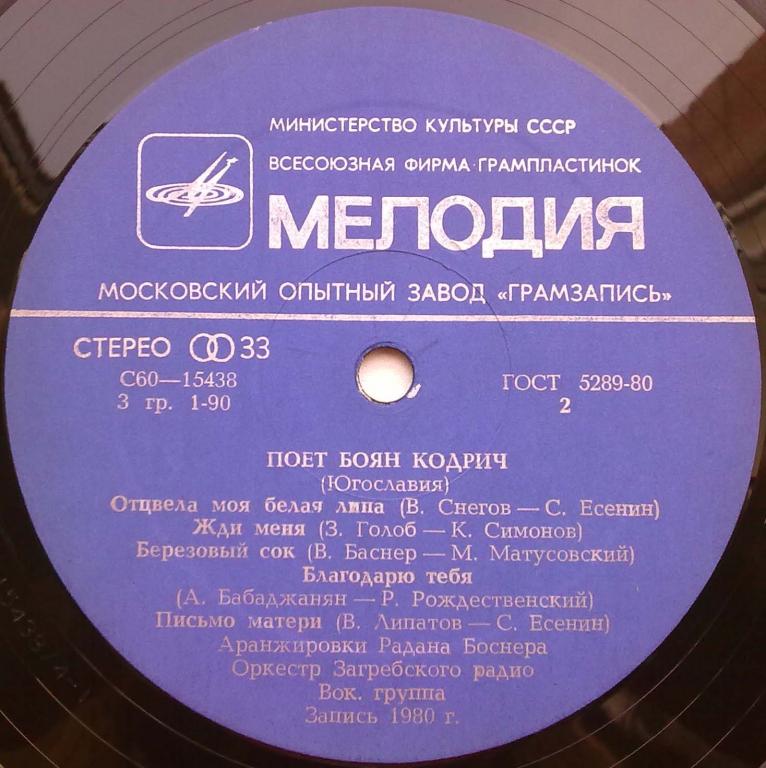 МИНИСТЕРСТВО КУЛЬТУРЫ СССР
ВСЕСОЮЗНАЯ ФИРМА ГРАМПЛАСТИНОК
МЕЛОДИЯ
МОСКОВСКИЙ ОПЫТНЫЙ ЗАВОД «ГРАМЗАПИСЬ»
СТЕРЕО 33
С60—15438
ГОСТ 5289-80
3 гр. 1-90
2
ПОЕТ БОЯН КОДРИЧ
(Югославия)
Отцвела моя белая липа (В. Снегов — С. Есенин)
Жди меня (З. Голоб — К. Симонов)
Березовый сок (В. Баснер — М. Матусовский)
Благодарю тебя
(А. Бабаджанян — Р. Рождественский)
Письмо матери (В. Липатов — С. Есенин)
Аранжировки Радана Боснера
Оркестр Загребского радио
Вок. группа
Запись 1980 г.